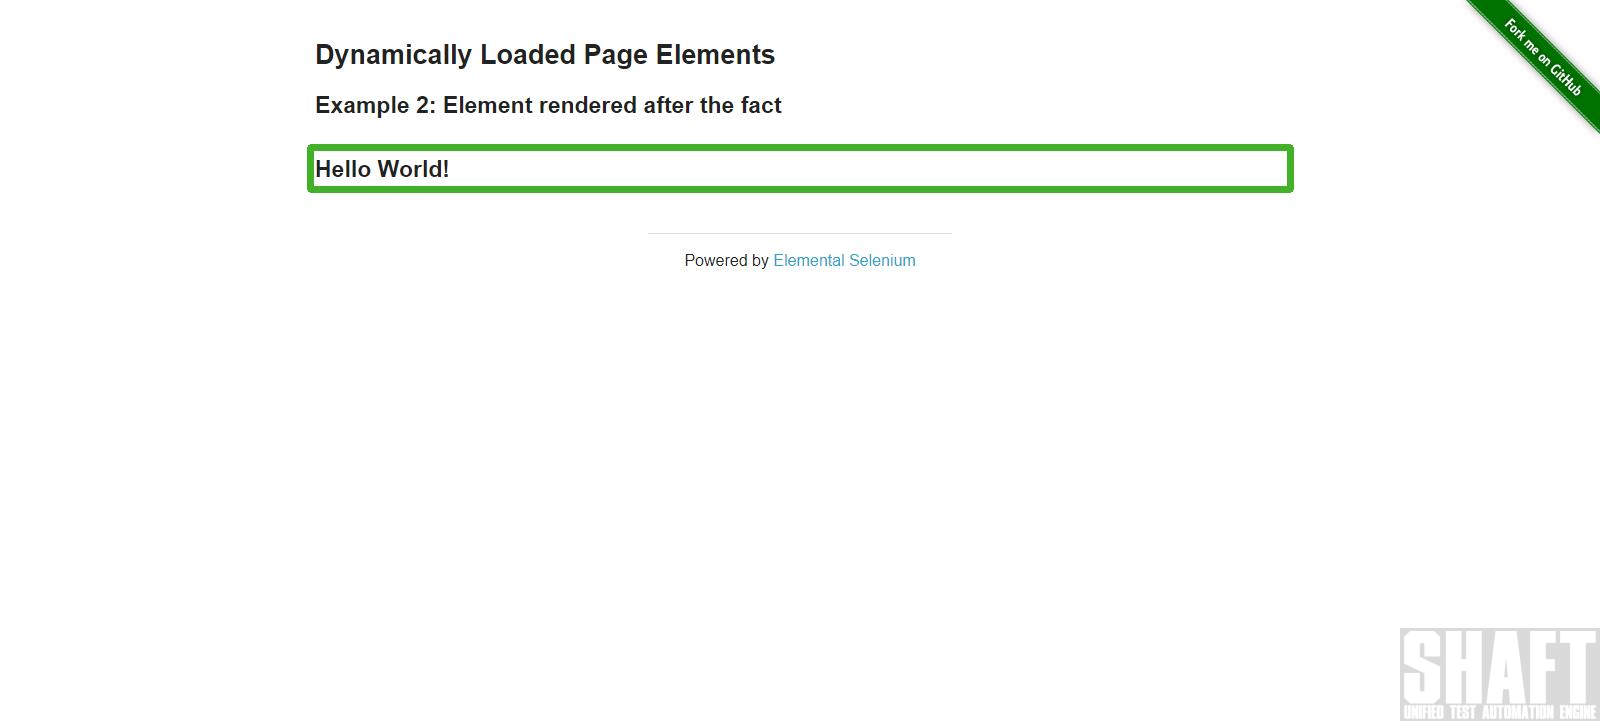 Dynamically Loaded Page Elements
Fork me on GitHub
Example 2: Element rendered after the fact
Hello World!
Powered by Elemental Selenium
SHAFT
UNIFIED TEST AUTOMATION ENGINE